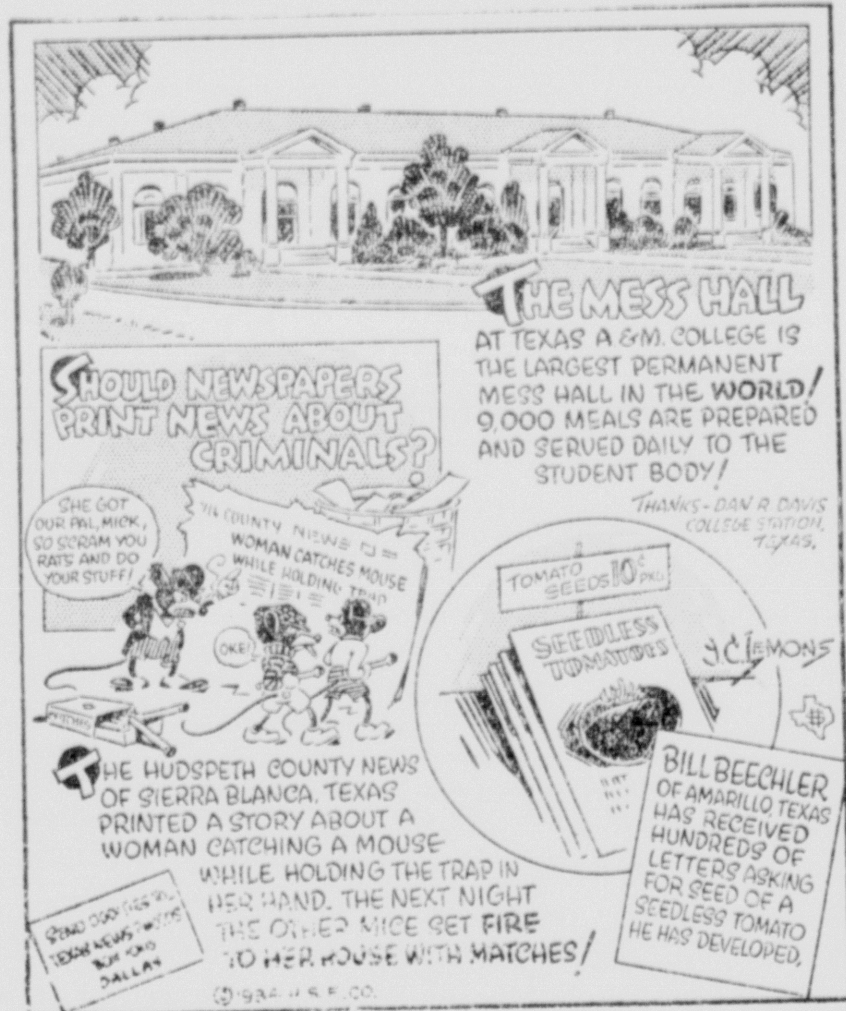 THE MESS HALL
AT TEXAS A & M. COLLEGE IS
THE LARGEST PERMANENT
MESS HALL IN THE WORLD!
9,000 MEALS ARE PREPARED
AND SERVED DAILY TO THE
STUDENT BODY!
THANKS - DAN R. DAVIS
COLLEGE STATION,
TEXAS.
SHOULD NEWSPAPERS
PRINT NEWS ABOUT
CRIMINALS?
SHE GOT
OUR PAL, MICK,
SO SCRAM YOU
RATS AND DO
YOUR STUFF!
COUNTY NEWS
WOMAN CATCHES MOUSE
WHILE HOLDING TRAP
OKE!
MATCHES
THE HUDSPETH COUNTY NEWS
OF SIERRA BLANCA, TEXAS
PRINTED A STORY ABOUT A
WOMAN CATCHING A MOUSE
WHILE HOLDING THE TRAP IN
HER HAND. THE NEXT NIGHT
THE OTHER MICE SET FIRE
TO HER HOUSE WITH MATCHES!
TOMATO
SEEDS 10¢
PKG.
SEEDLESS
TOMATOES
J.C. LEMONS
BILL BEECHLER
OF AMARILLO, TEXAS
HAS RECEIVED
HUNDREDS OF
LETTERS ASKING
FOR SEED OF A
SEEDLESS TOMATO
HE HAS DEVELOPED.
SEND
TEXAS NEWS
BOX
DALLAS